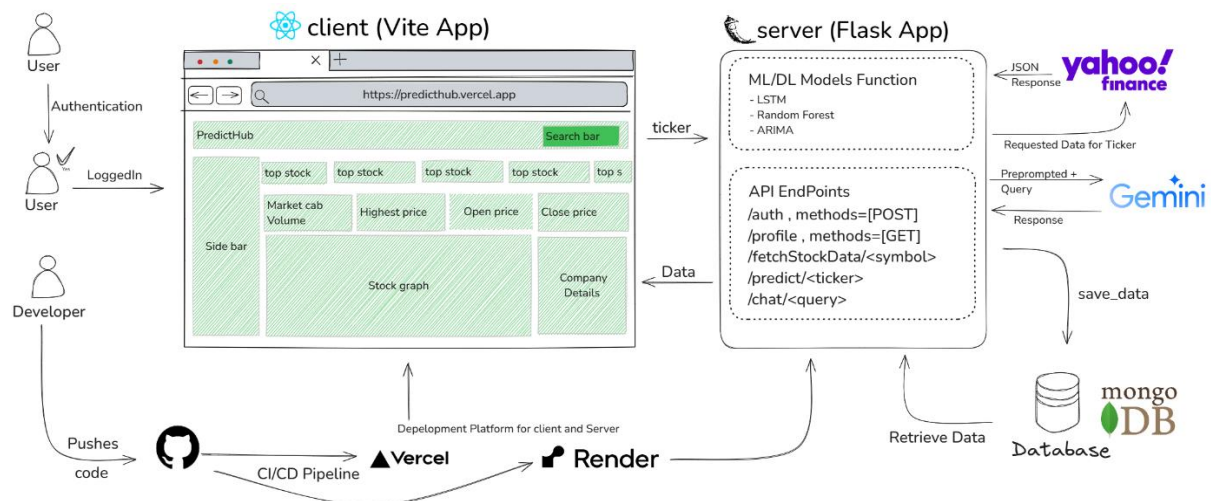 client (Vite App)
server (Flask App)
User
Authentication
Yes
User
LoggedIn
Developer
Pushes
code
https://predicthub.vercel.app
PredictHub
Search bar
top stock
top stock
top stock
top stock
top s
Market cab
Volume
Highest price
Open price
Close price
Side bar
Stock graph
Company
Details
ticker
Data
ML/DL Models Function
- LSTM
- Random Forest
- ARIMA
API EndPoints
/auth , methods=[POST]
/profile , methods=[GET]
/fetchStockData/<symbol>
/predict/<ticker>
/chat/<query>
JSON
Response
yahoo!
finance
Requested Data for Ticker
Preprompted +
Query
Gemini
Response
save_data
mongo
DB
Database
Retrieve Data
Depelopment Platform for client and Server
Vercel
Render
CI/CD Pipeline